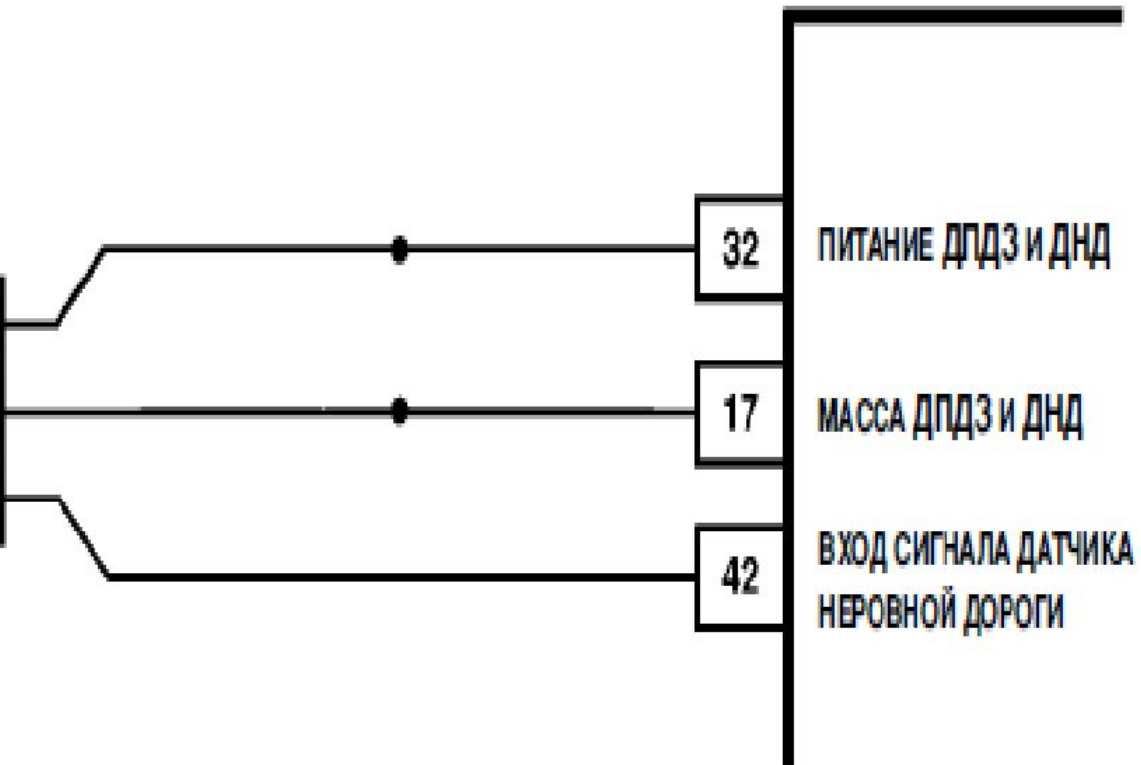 32 ПИТАНИЕ ДПДЗ И ДНД
17 МАССА ДПДЗ И ДНД
42 ВХОД СИГНАЛА ДАТЧИКА
НЕРОВНОЙ ДОРОГИ